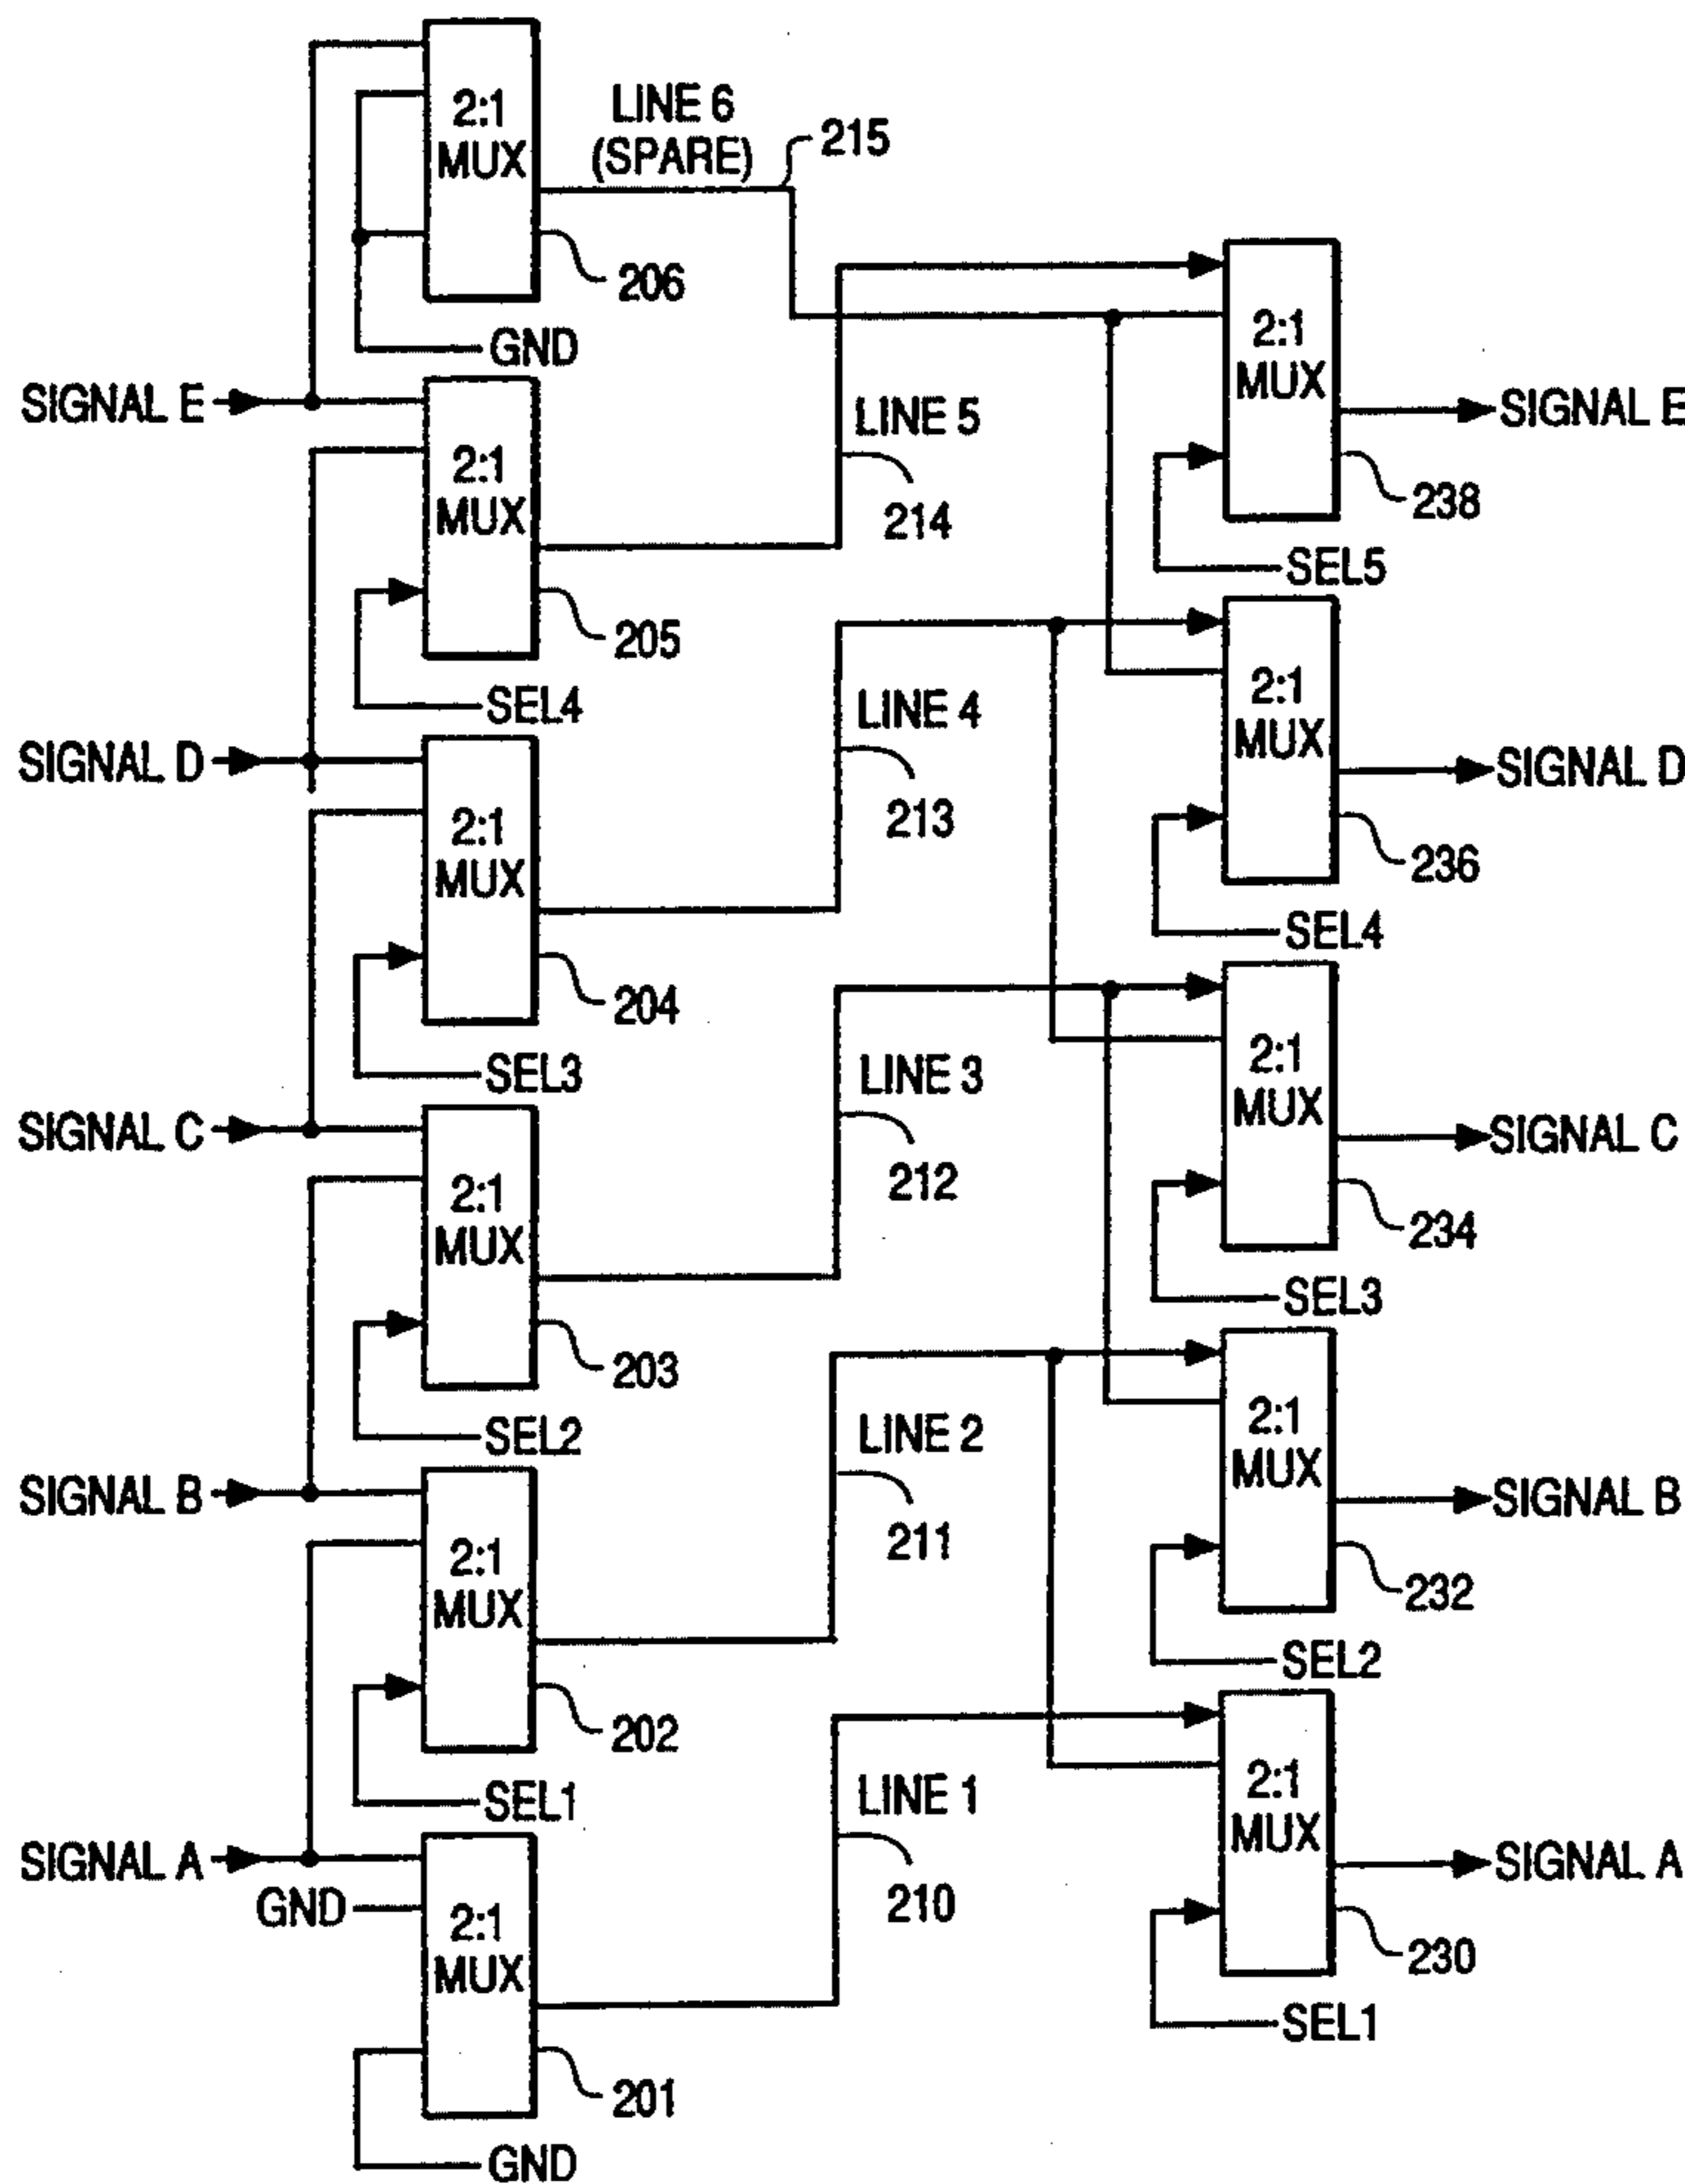 2:1
MUX
LINE 6
(SPARE)
215
206
GND
SIGNAL E
2:1
MUX
LINE 5
214
205
SEL4
2:1
MUX
SIGNAL E
238
SEL5
SIGNAL D
2:1
MUX
LINE 4
213
204
SEL3
2:1
MUX
SIGNAL D
236
SEL4
SIGNAL C
2:1
MUX
LINE 3
212
203
SEL2
2:1
MUX
SIGNAL C
234
SEL3
SIGNAL B
2:1
MUX
LINE 2
211
202
SEL1
2:1
MUX
SIGNAL B
232
SEL2
SIGNAL A
GND
2:1
MUX
LINE 1
210
201
GND
2:1
MUX
SIGNAL A
230
SEL1